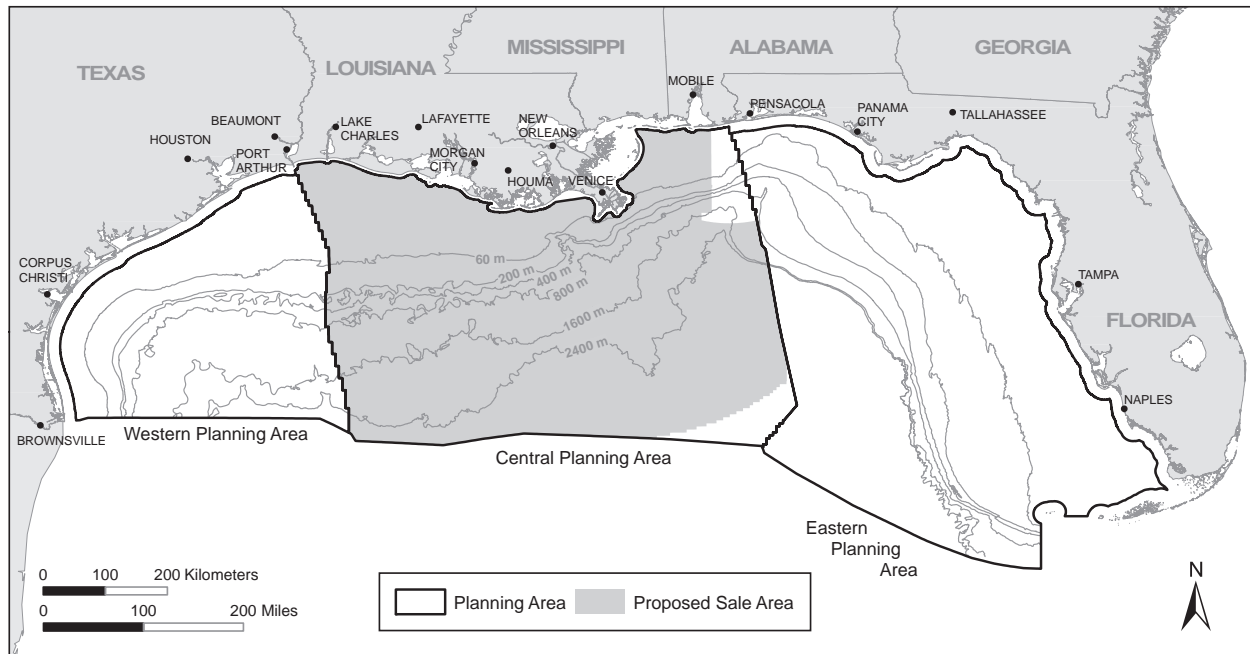 MISSISSIPPI
ALABAMA
GEORGIA
TEXAS
LOUISIANA
MOBILE
PENSACOLA
PANAMA
CITY
TALLAHASSEE
BEAUMONT
LAKE
CHARLES
LAFAYETTE
NEW
ORLEANS
HOUSTON
PORT
ARTHUR
MORGAN
CITY
HOUMA
VENICE
CORPUS
CHRISTI
60 m
200 m
400 m
800 m
1600 m
2400 m
TAMPA
FLORIDA
NAPLES
BROWNSVILLE
Western Planning Area
Central Planning Area
Eastern
Planning
Area
0 100 200 Kilometers
0 100 200 Miles
Planning Area
Proposed Sale Area
N